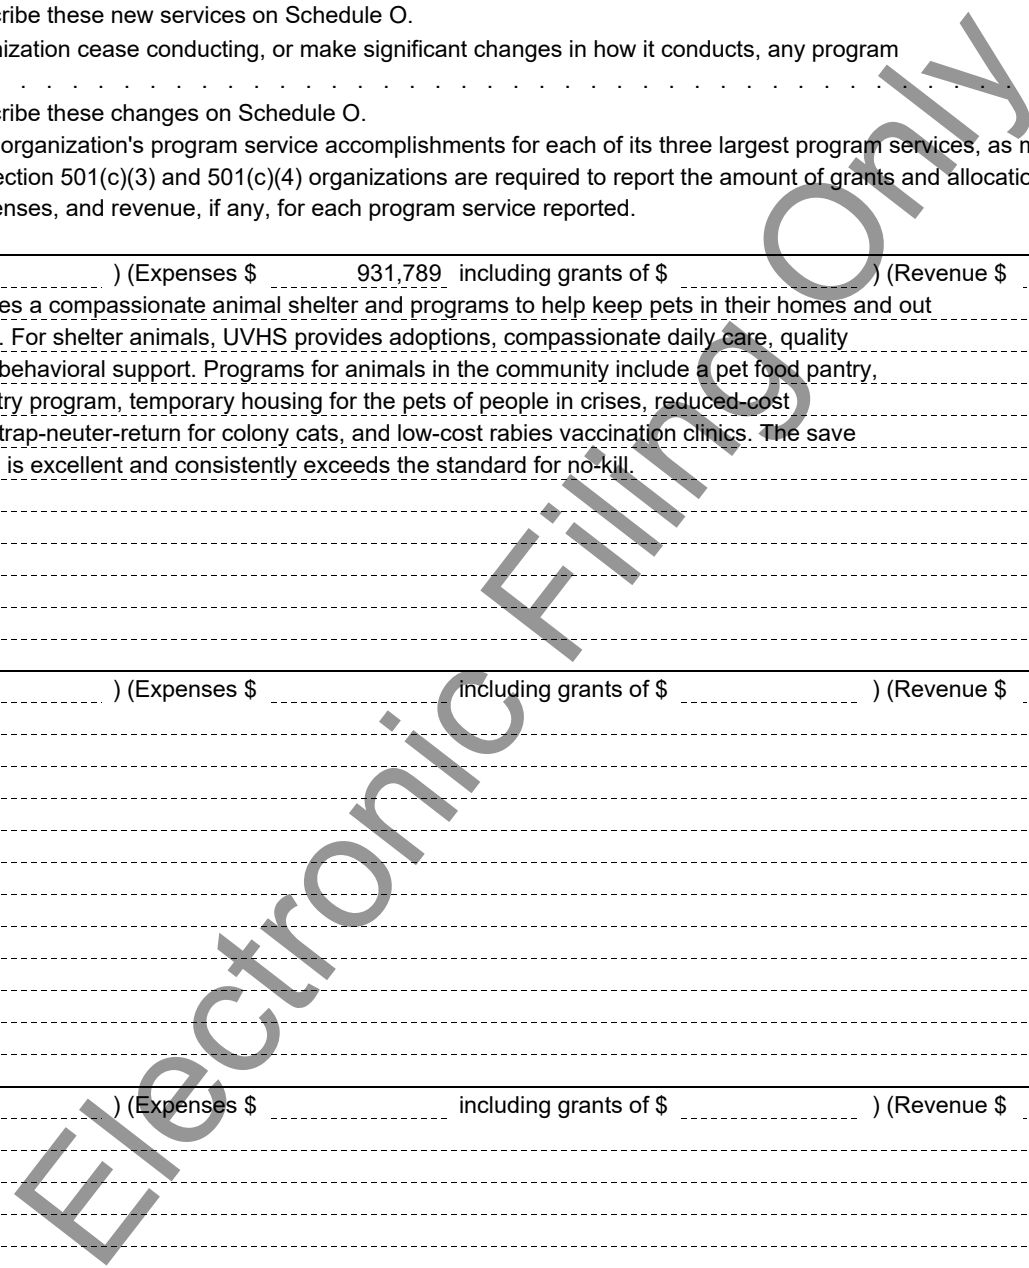 ribe these new services on Schedule O.
nization cease conducting, or make significant changes in how it conducts, any program
. . . . . . . . . . . . . . . . . . . . . . . . . . . . . . . . . . . . . . .
ribe these changes on Schedule O.
organization's program service accomplishments for each of its three largest program services, as m
ection 501(c)(3) and 501(c)(4) organizations are required to report the amount of grants and allocatio
enses, and revenue, if any, for each program service reported.
) (Expenses $ 931,789 including grants of $ ) (Revenue $
es a compassionate animal shelter and programs to help keep pets in their homes and out
. For shelter animals, UVHS provides adoptions, compassionate daily care, quality
behavioral support. Programs for animals in the community include a pet food pantry,
try program, temporary housing for the pets of people in crises, reduced-cost
trap-neuter-return for colony cats, and low-cost rabies vaccination clinics. The save
is excellent and consistently exceeds the standard for no-kill.
) (Expenses $ including grants of $ ) (Revenue $
) (Expenses $ including grants of $ ) (Revenue $
Electronic Filing Only